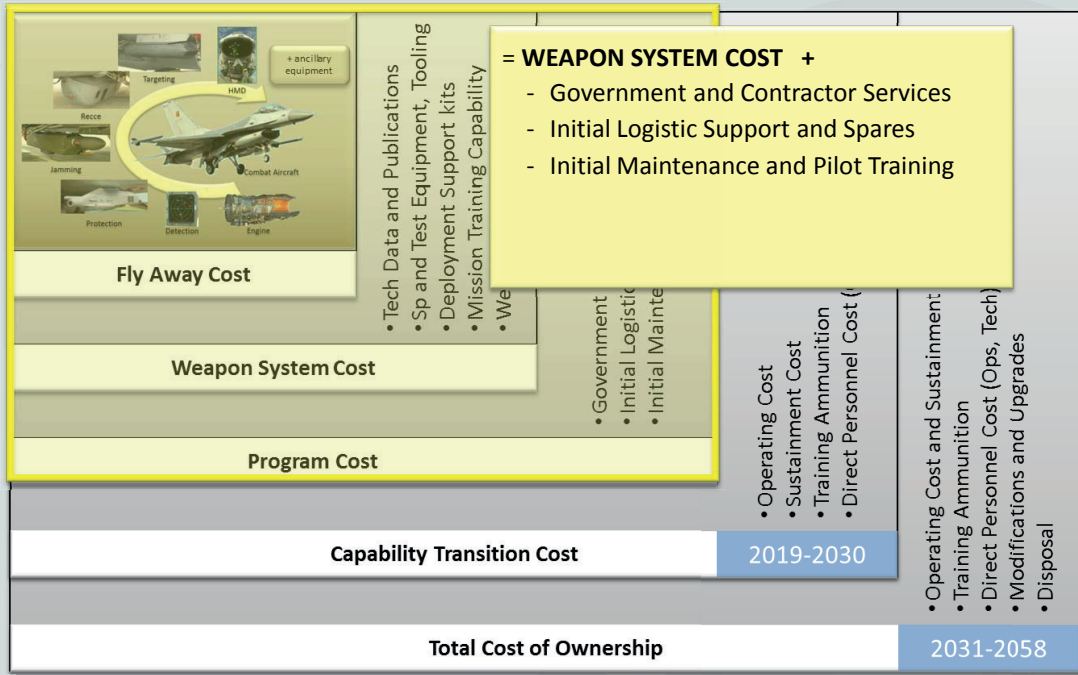 + ancillary
equipment
Targeting
HMD
Recce
Jamming
Combat Aircraft
Protection
Detection
Engine
Fly Away Cost
• Tech Data and Publications
• Sp and Test Equipment, Tooling
• Deployment Support kits
• Mission Training Capability
Weapon System Cost
= WEAPON SYSTEM COST +
- Government and Contractor Services
- Initial Logistic Support and Spares
- Initial Maintenance and Pilot Training
• Government
• Initial
• Initial
Program Cost
• Operating Cost
• Sustainment Cost
• Training Ammunition
• Direct Personnel Cost
Capability Transition Cost
2019-2030
• Operating Cost and Sustainment
• Training Ammunition
• Direct Personnel Cost (Ops, Tech)
• Modifications and Upgrades
• Disposal
Total Cost of Ownership
2031-2058